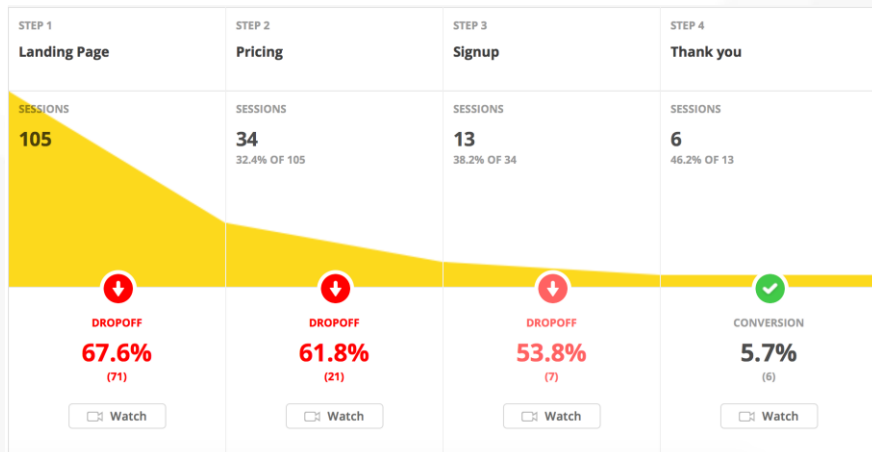 STEP 1
Landing Page
SESSIONS
105
DROPOFF
67.6%
(71)
Watch
STEP 2
Pricing
SESSIONS
34
32.4% OF 105
DROPOFF
61.8%
(21)
Watch
STEP 3
Signup
SESSIONS
13
38.2% OF 34
DROPOFF
53.8%
(7)
Watch
STEP 4
Thank you
SESSIONS
6
46.2% OF 13
CONVERSION
5.7%
(6)
Watch